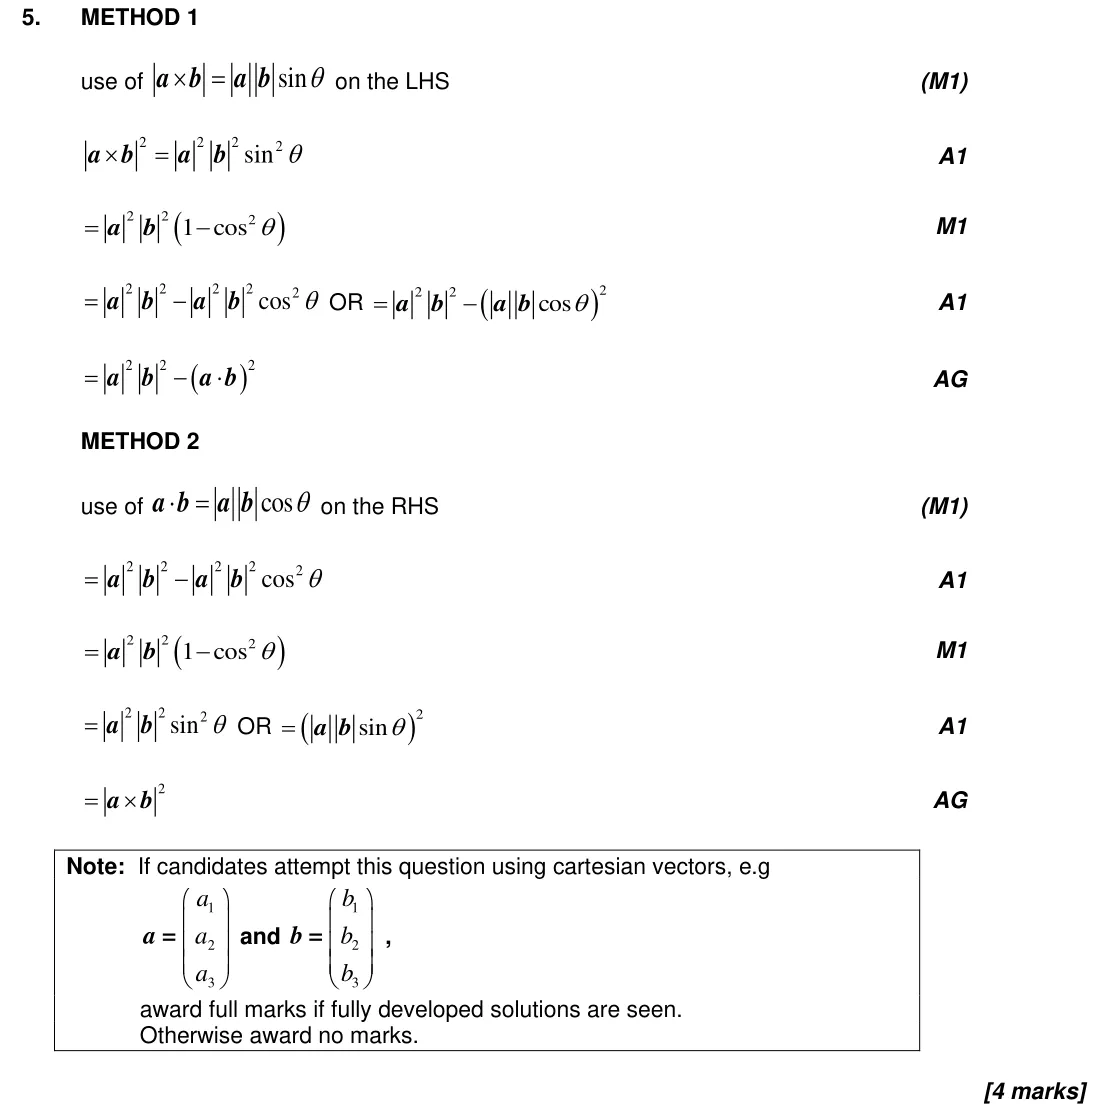 5. METHOD 1
use of |a × b| = |a||b| sin θ on the LHS (M1)
|a × b|² = |a|² |b|² sin² θ A1
= |a|² |b|² (1 − cos² θ) M1
= |a|² |b|² − |a|² |b|² cos² θ OR = |a|² |b|² − (|a||b| cos θ)² A1
= |a|² |b|² − (a · b)² AG
METHOD 2
use of a · b = |a||b| cos θ on the RHS (M1)
= |a|² |b|² − |a|² |b|² cos² θ A1
= |a|² |b|² (1 − cos² θ) M1
= |a|² |b|² sin² θ OR = (|a||b| sin θ)² A1
= |a × b|² AG
Note: If candidates attempt this question using cartesian vectors, e.g
a = (a₁ a₂ a₃) and b = (b₁ b₂ b₃) ,
award full marks if fully developed solutions are seen.
Otherwise award no marks.
[4 marks]